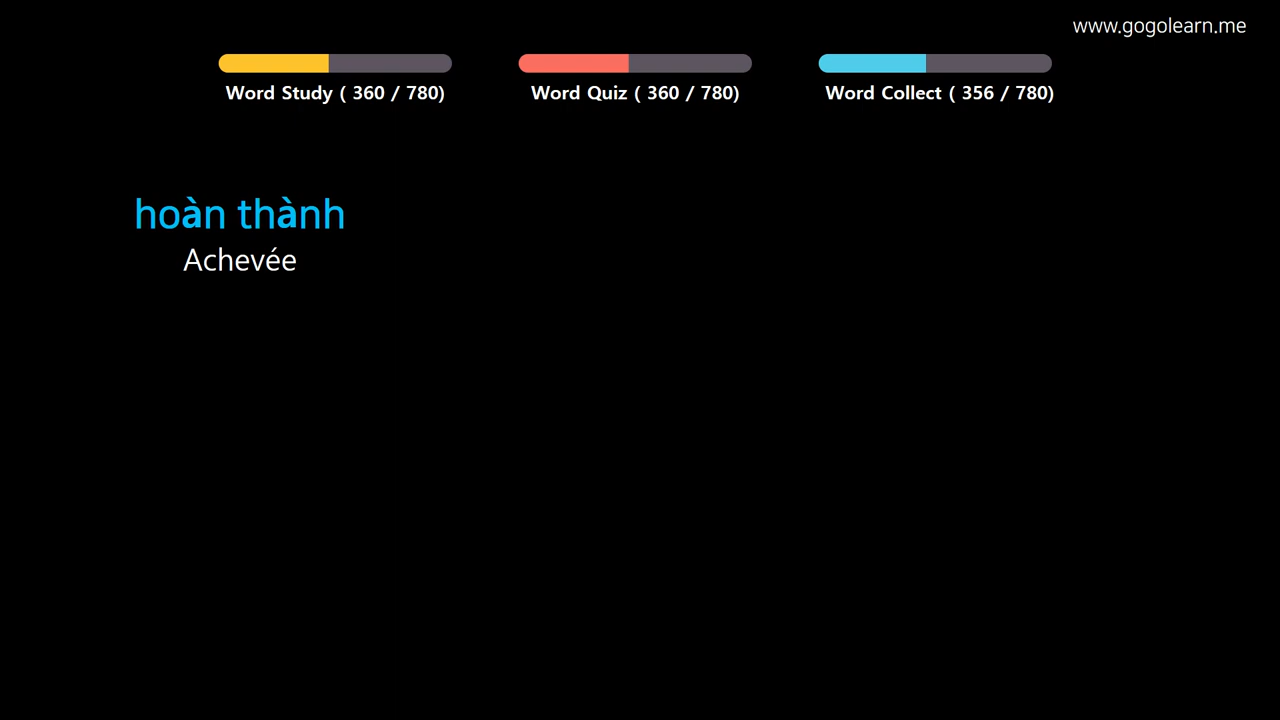 www.gogolearn.me
Word Study ( 360 / 780)
Word Quiz ( 360 / 780)
Word Collect ( 356 / 780)
hoàn thành
Achevée